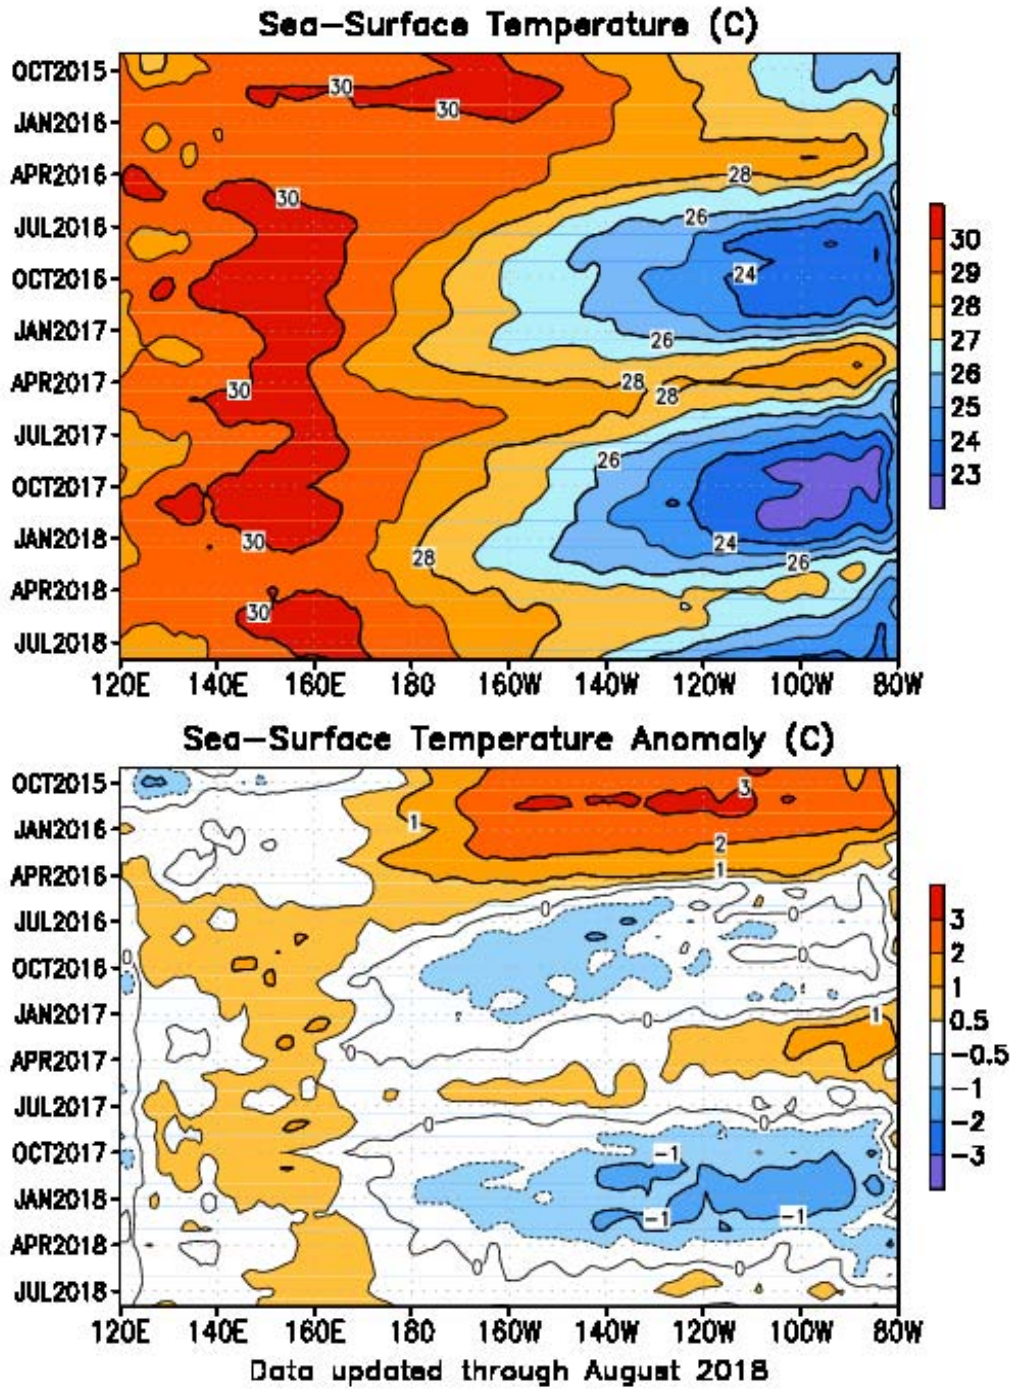 Sea-Surface Temperature (C)
OCT2015
JAN2016
APR2016
JUL2016
OCT2016
JAN2017
APR2017
JUL2017
OCT2017
JAN2018
APR2018
JUL2018
30
30
30
28
26
24
26
30
28
28
26
30
28
24
26
30
120E 140E 160E 180 160W 140W 120W 100W 80W
30
29
28
27
26
25
24
23
Sea-Surface Temperature Anomaly (C)
OCT2015
JAN2016
APR2016
JUL2016
OCT2016
JAN2017
APR2017
JUL2017
OCT2017
JAN2018
APR2018
JUL2018
3
1
2
1
0
0
0
0
1
0
0
0
0
-1
-1
-1
0
0
120E 140E 160E 180 160W 140W 120W 100W 80W
3
2
1
0.5
-0.5
-1
-2
-3
Data updated through August 2018